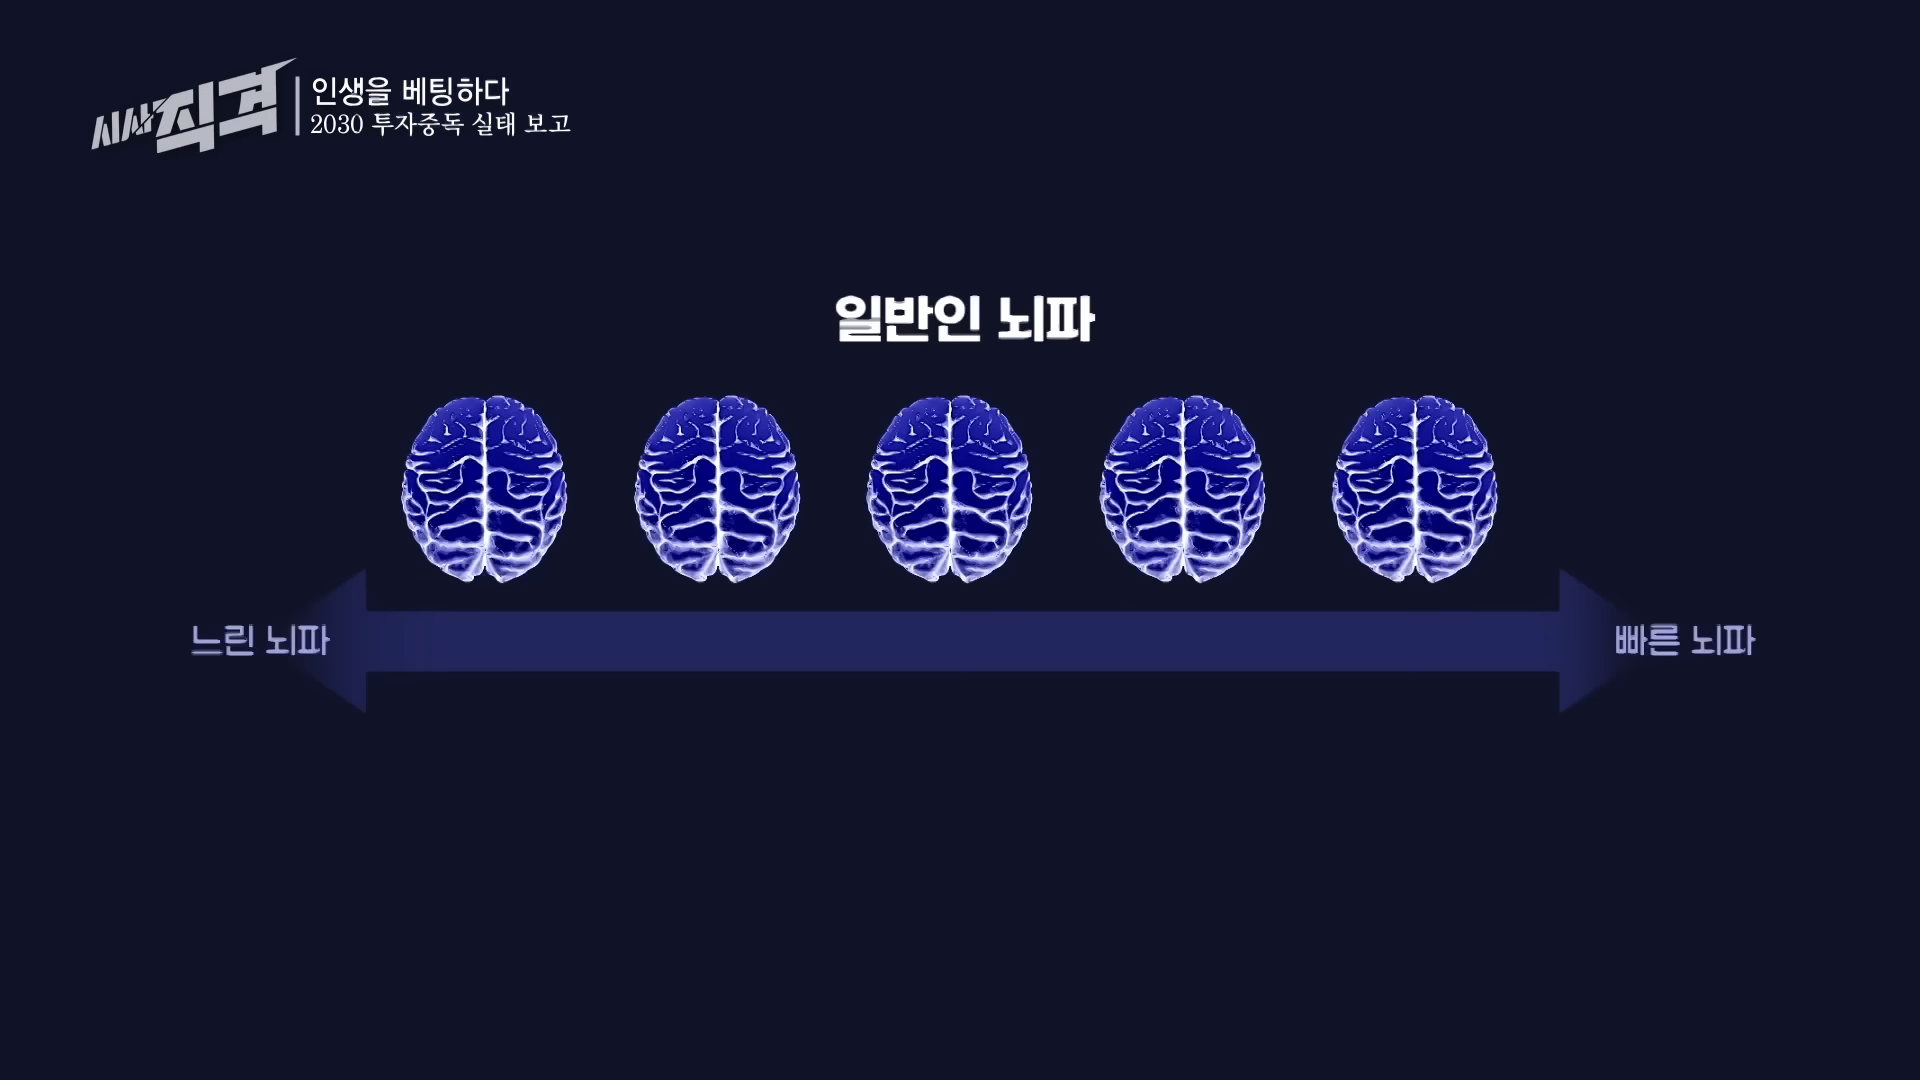 시사직격
인생을 베팅하다
2030 투자중독 실태 보고
일반인 뇌파
느린 뇌파
빠른 뇌파